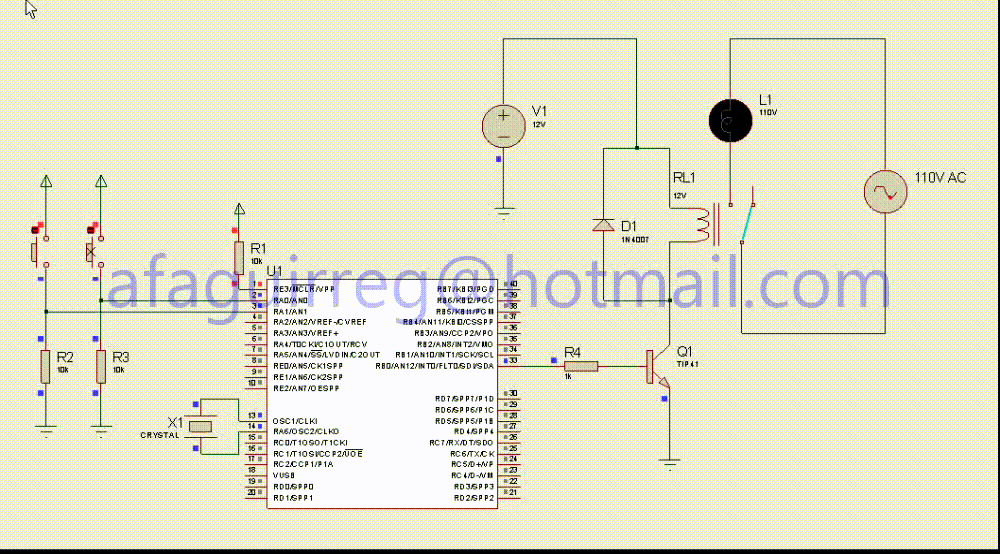 V1
12V
L1
110V
110V AC
RL1
12V
D1
1N4007
R1
10k
U1
afaguirreg@hotmail.com
1 RE3/MCLR/VPP
2 RA0/AN0
3 RA1/AN1
4 RA2/AN2/VREF-/CVREF
5 RA3/AN3/VREF+
6 RA4/T0CKI/C1OUT/RCV
7 RA5/AN4/SS/LVDIN/C2OUT
8 RE0/AN5/CK1SPP
9 RE1/AN6/CK2SPP
10 RE2/AN7/OESPP
13 OSC1/CLKI
14 RA6/OSC2/CLKO
15 RC0/T1OSO/T1CKI
16 RC1/T1OSI/CCP2/UOE
17 RC2/CCP1/P1A
18 VUSB
19 RD0/SPP0
20 RD1/SPP1
RB7/KBI3/PGD 40
RB6/KBI2/PGC 39
RB5/KBI1/PGM 38
RB4/AN11/KBI0/CSSPP 37
RB3/AN9/CCP2/VPO 36
RB2/AN8/INT2/VMO 35
RB1/AN10/INT1/SCK/SCL 34
RB0/AN12/INT0/FLT0/SDI/SDA 33
RD7/SPP7/P1D 30
RD6/SPP6/P1C 29
RD5/SPP5/P1B 28
RD4/SPP4 27
RC7/RX/DT/SDO 26
RC6/TX/CK 25
RC5/D+/VP 24
RC4/D-/VM 23
RD3/SPP3 22
RD2/SPP2 21
R2
10k
R3
10k
R4
1k
Q1
TIP41
X1
CRYSTAL